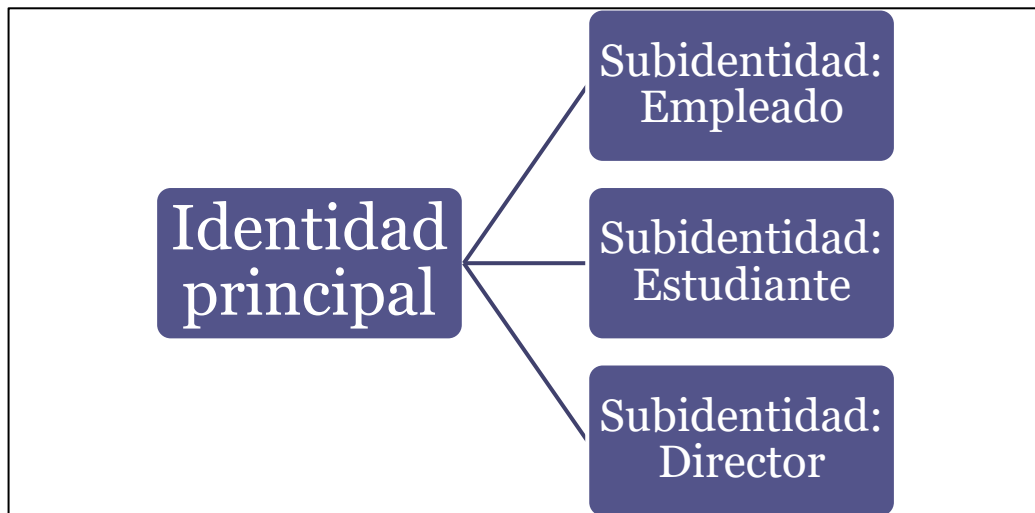 Identidad
principal
Subidentidad:
Empleado
Subidentidad:
Estudiante
Subidentidad:
Director